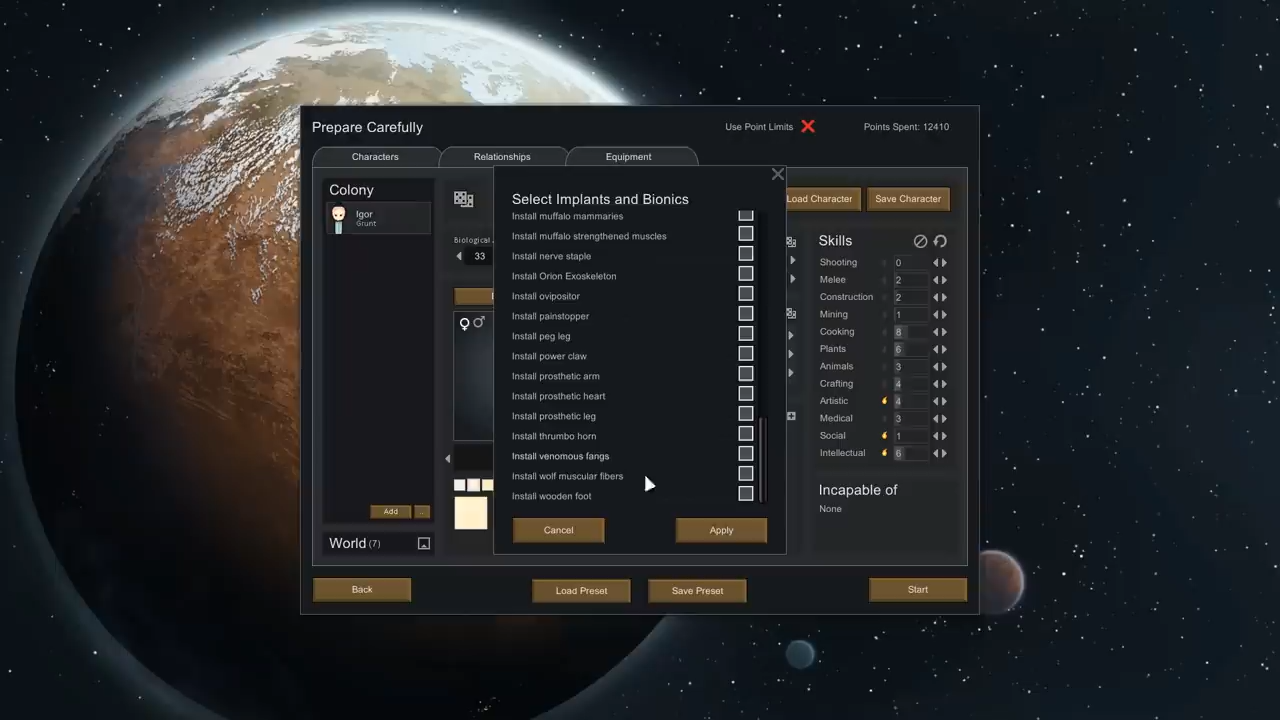 Prepare Carefully
Use Point Limits
Points Spent: 12410
Characters
Relationships
Equipment
Colony
Igor
Grunt
Add
..
World (7)
Biological
33
Select Implants and Bionics
Install muffalo mammaries
Install muffalo strengthened muscles
Install nerve staple
Install Orion Exoskeleton
Install ovipositor
Install painstopper
Install peg leg
Install power claw
Install prosthetic arm
Install prosthetic heart
Install prosthetic leg
Install thrumbo horn
Install venomous fangs
Install wolf muscular fibers
Install wooden foot
Cancel
Apply
Load Character
Save Character
Skills
Shooting 0
Melee 2
Construction 2
Mining 1
Cooking 8
Plants 6
Animals 3
Crafting 4
Artistic 4
Medical 3
Social 1
Intellectual 6
Incapable of
None
Back
Load Preset
Save Preset
Start